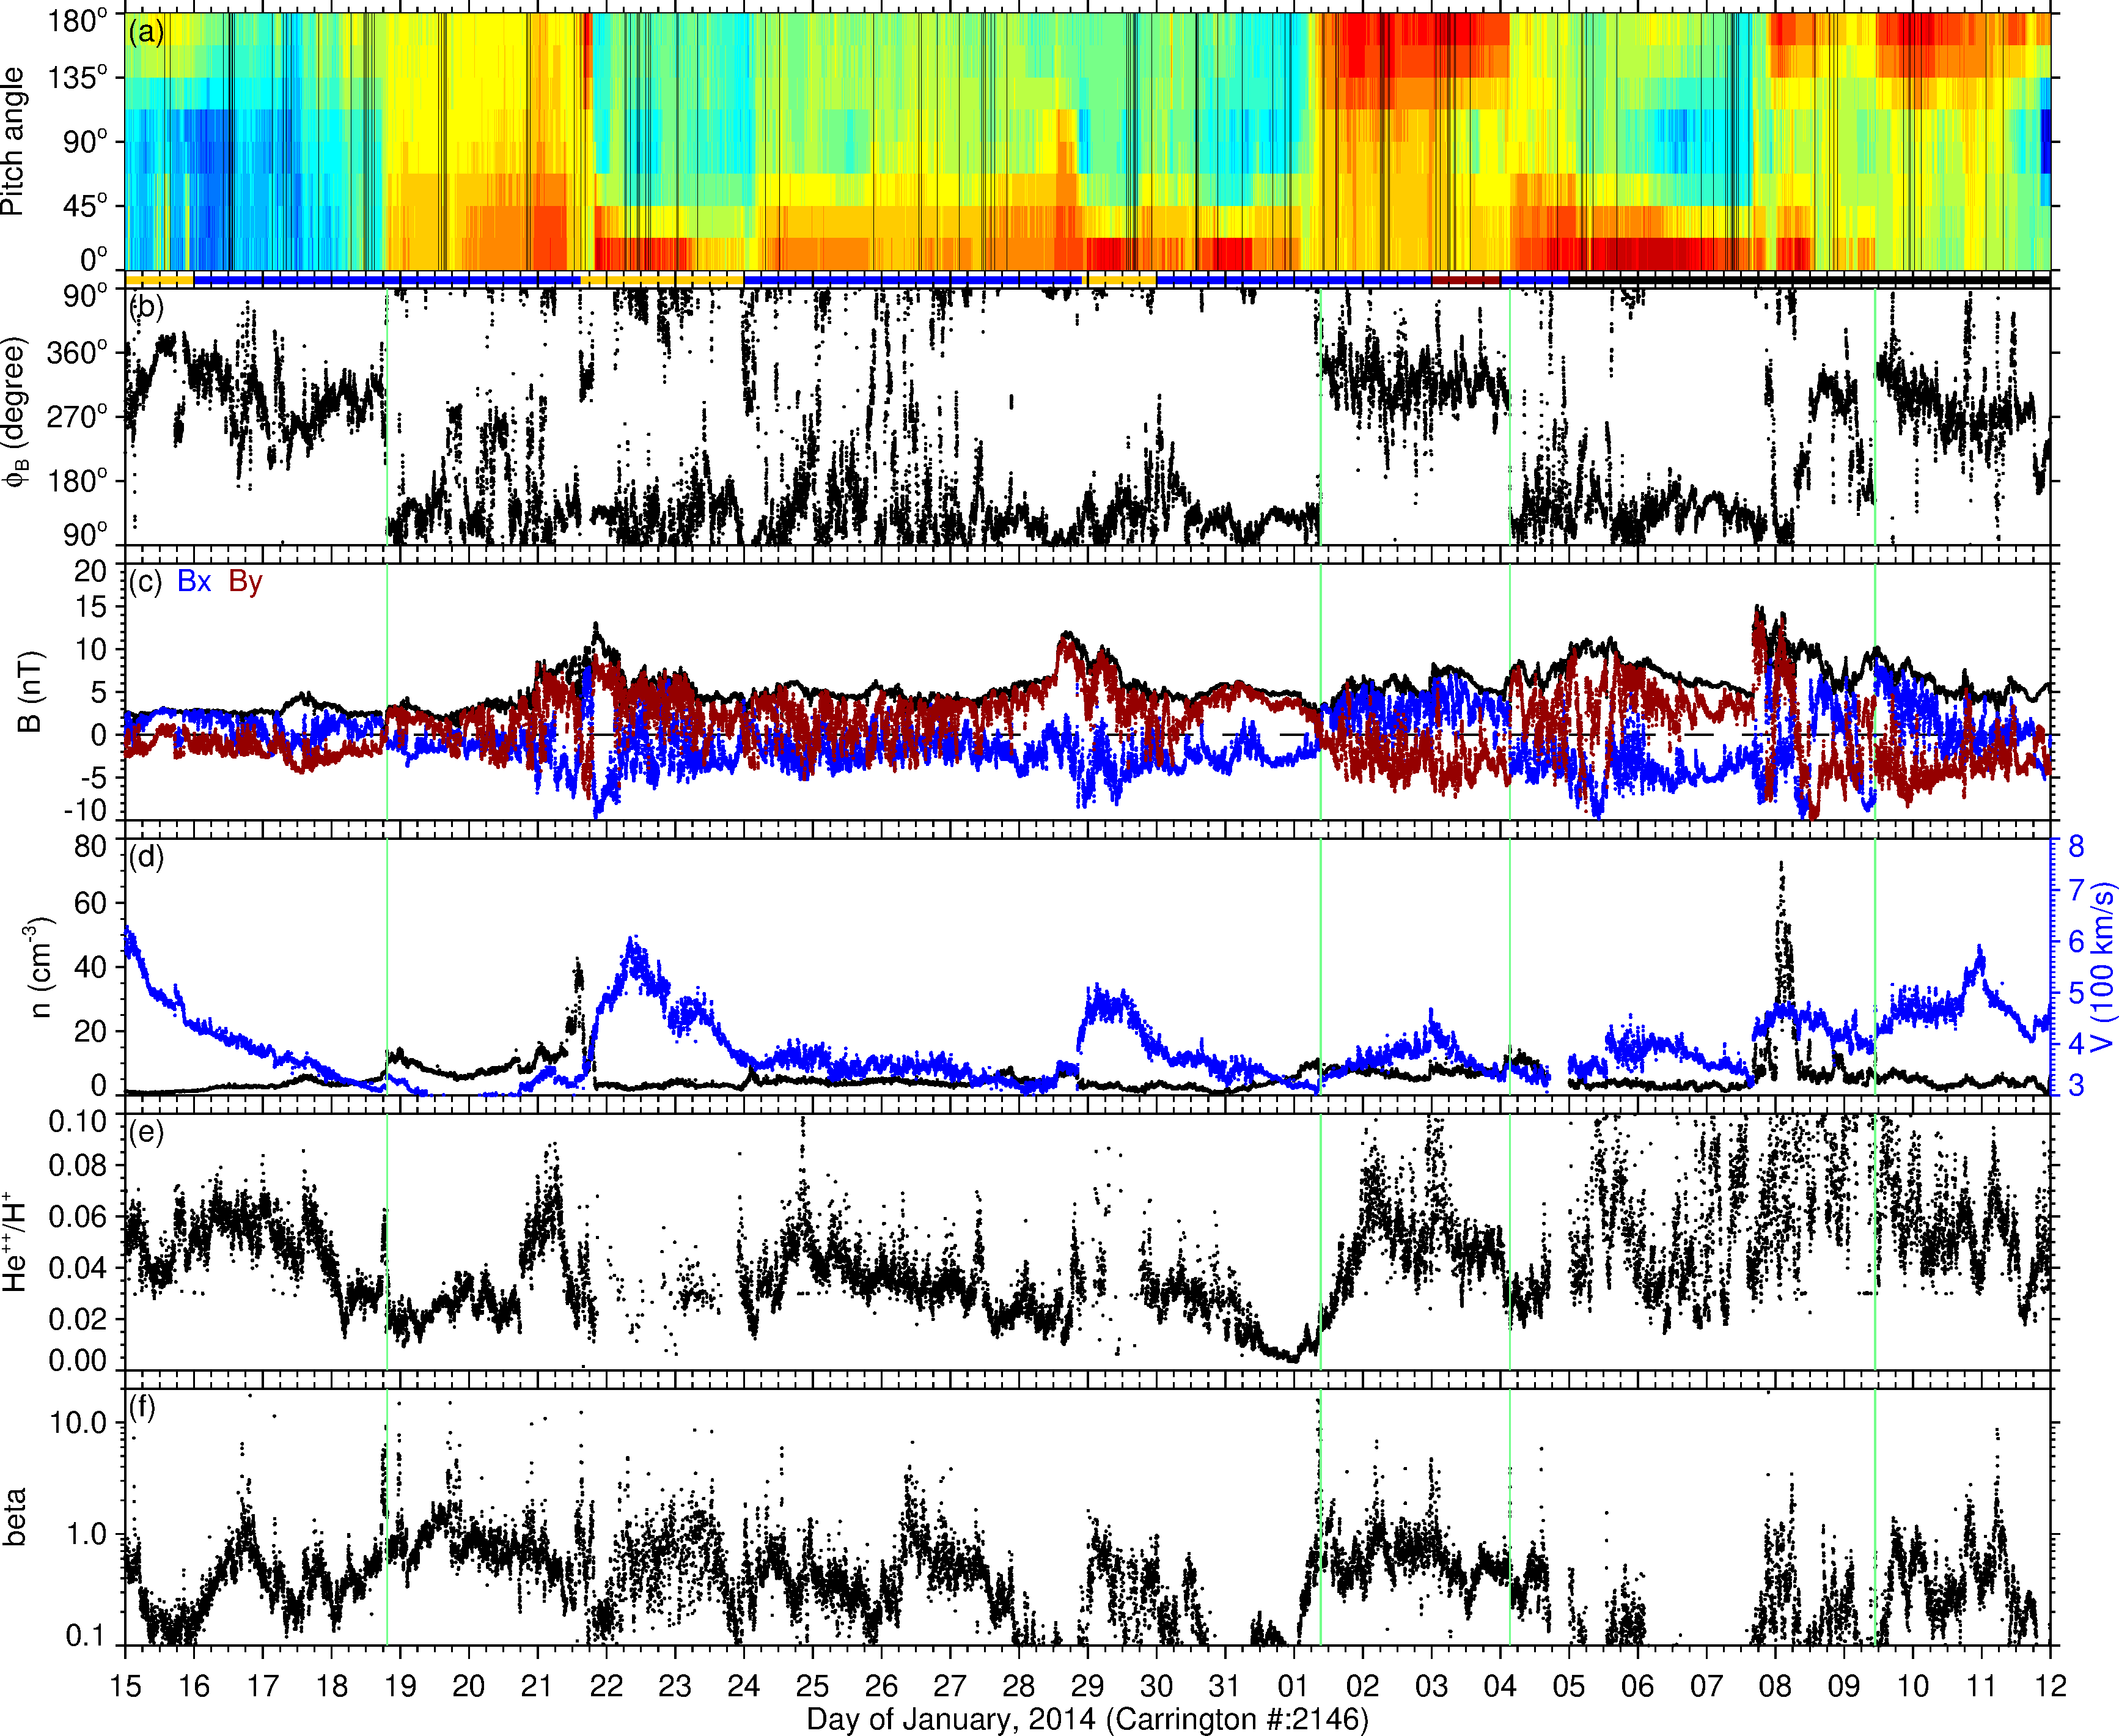 (a)
180°
135°
90°
45°
0°
Pitch angle
(b)
90°
360°
270°
180°
90°
ϕB (degree)
(c) Bx By
20
15
10
5
0
-5
-10
B (nT)
(d)
80
60
40
20
0
n (cm-3)
8
7
6
5
4
3
V (100 km/s)
(e)
0.10
0.08
0.06
0.04
0.02
0.00
He++/H+
(f)
10.0
1.0
0.1
beta
15 16 17 18 19 20 21 22 23 24 25 26 27 28 29 30 31 01 02 03 04 05 06 07 08 09 10 11 12
Day of January, 2014 (Carrington #:2146)